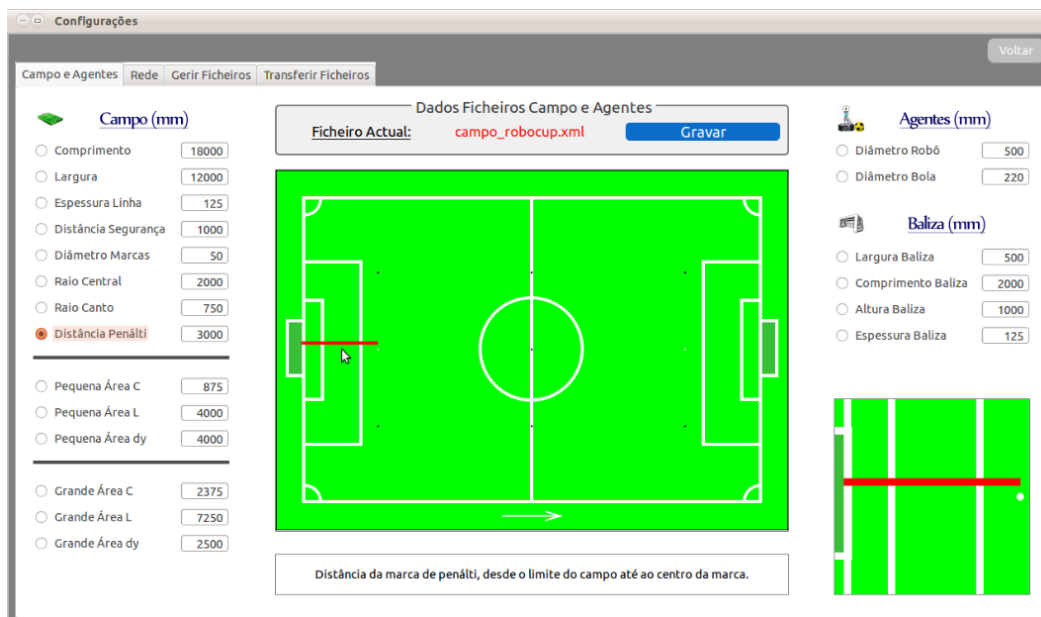 Configurações
Voltar
Campo e Agentes Rede Gerir Ficheiros Transferir Ficheiros
Campo (mm)
Comprimento 18000
Largura 12000
Espessura Linha 125
Distância Segurança 1000
Diâmetro Marcas 50
Raio Central 2000
Raio Canto 750
Distância Penálti 3000
Pequena Área C 875
Pequena Área L 4000
Pequena Área dy 4000
Grande Área C 2375
Grande Área L 7250
Grande Área dy 2500
Dados Ficheiros Campo e Agentes
Ficheiro Actual: campo_robocup.xml Gravar
Distância da marca de penálti, desde o limite do campo até ao centro da marca.
Agentes (mm)
Diâmetro Robô 500
Diâmetro Bola 220
Baliza (mm)
Largura Baliza 500
Comprimento Baliza 2000
Altura Baliza 1000
Espessura Baliza 125